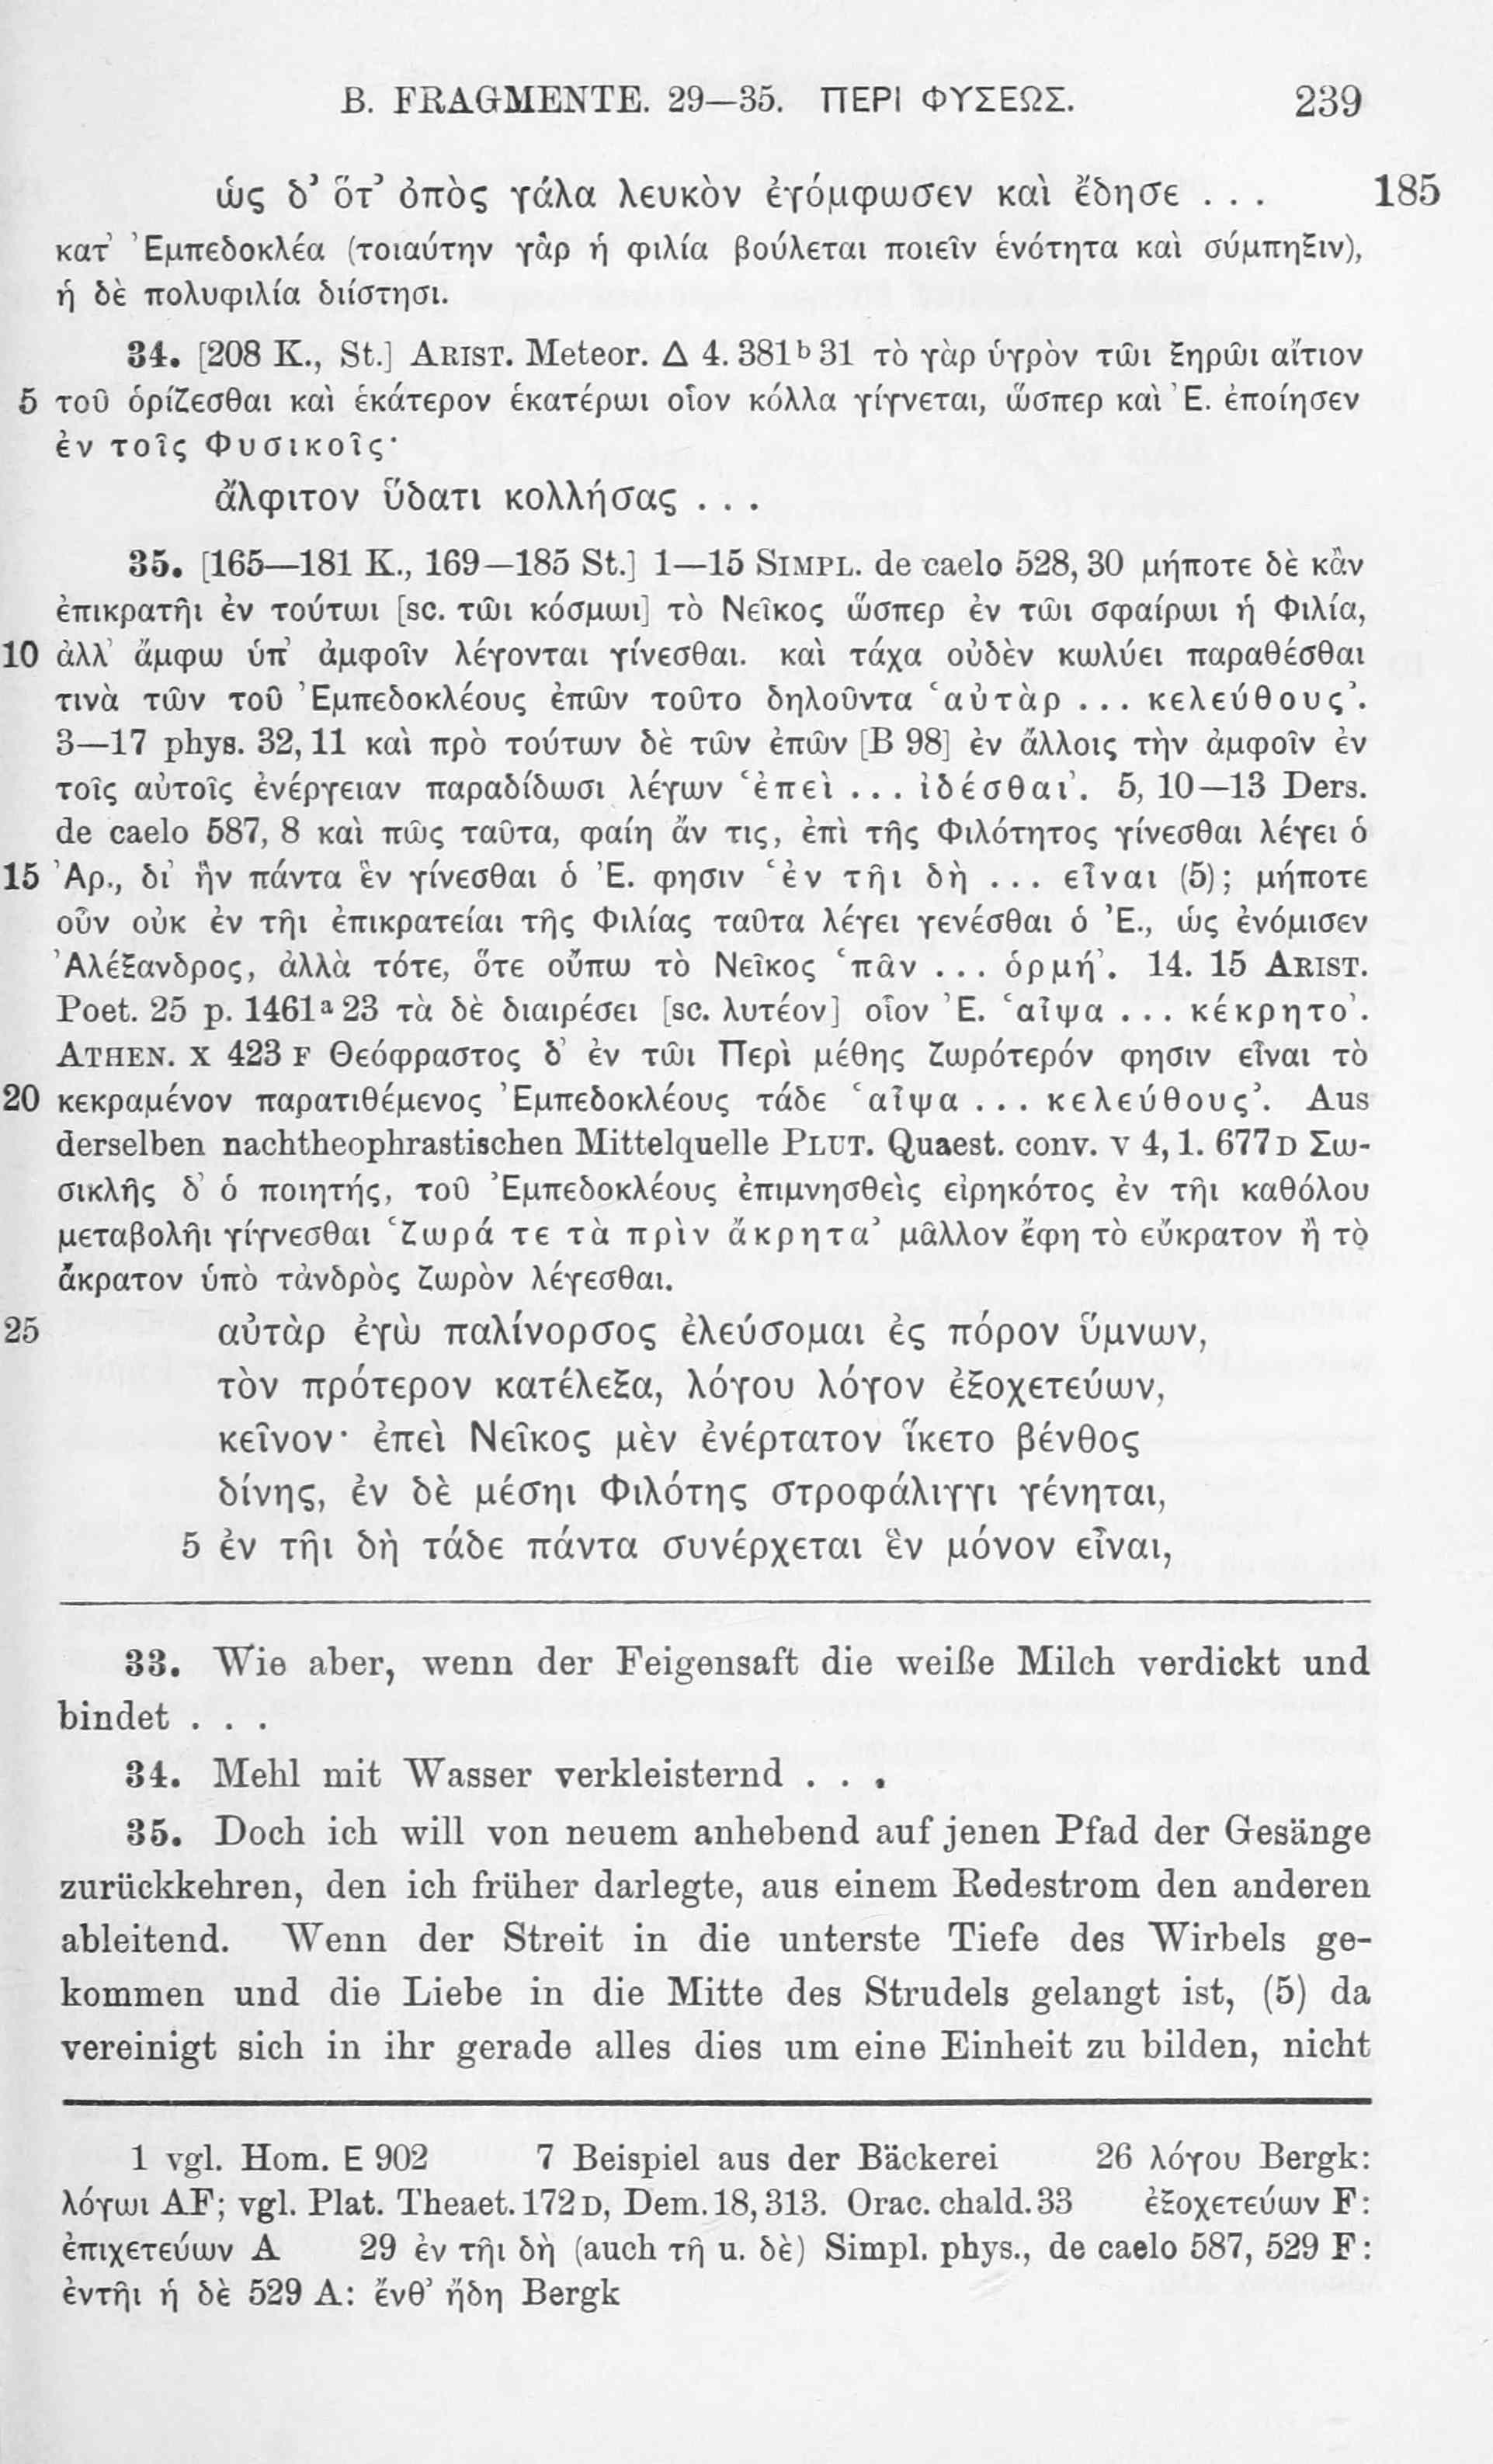 B. FRAGMENTE. 29—35. ΠΕΡΙ ΦΥΣΕΩΣ. 239
ὡς δ’ ὅτ’ ὀπὸς γάλα λευκὸν ἐγόμφωσεν καὶ ἔδησε . . . 185
κατ’ Ἐμπεδοκλέα (τοιαύτην γὰρ ἡ φιλία βούλεται ποιεῖν ἑνότητα καὶ σύμπηξιν),
ἡ δὲ πολυφιλία διίστησι.
34. [208 K., St.] ARIST. Meteor. Δ 4. 381ᵇ 31 τὸ γὰρ ὑγρὸν τῶι ξηρῶι αἴτιον
5 τοῦ ὁρίζεσθαι καὶ ἑκάτερον ἑκατέρωι οἷον κόλλα γίγνεται, ὥσπερ καὶ Ἐ. ἐποίησεν
ἐν τοῖς Φυσικοῖς·
ἄλφιτον ὕδατι κολλήσας . . .
35. [165—181 K., 169—185 St.] 1—15 SIMPL. de caelo 528, 30 μήποτε δὲ κἂν
ἐπικρατῆι ἐν τούτωι [sc. τῶι κόσμωι] τὸ Νεῖκος ὥσπερ ἐν τῶι σφαίρωι ἡ Φιλία,
10 ἀλλ’ ἄμφω ὑπ’ ἀμφοῖν λέγονται γίνεσθαι. καὶ τάχα οὐδὲν κωλύει παραθέσθαι
τινὰ τῶν τοῦ Ἐμπεδοκλέους ἐπῶν τοῦτο δηλοῦντα ‘αὐτὰρ ... κελεύθους’.
3—17 phys. 32, 11 καὶ πρὸ τούτων δὲ τῶν ἐπῶν [B 98] ἐν ἄλλοις τὴν ἀμφοῖν ἐν
τοῖς αὐτοῖς ἐνέργειαν παραδίδωσι λέγων ‘ἐπεὶ ... ἰδέσθαι’. 5, 10—13 Ders.
de caelo 587, 8 καὶ πῶς ταῦτα, φαίη ἄν τις, ἐπὶ τῆς Φιλότητος γίνεσθαι λέγει ὁ
15 Ἀρ., δι’ ἣν πάντα ἓν γίνεσθαι ὁ Ἐ. φησιν ‘ἐν τῆι δὴ ... εἶναι (5); μήποτε
οὖν οὐκ ἐν τῆι ἐπικρατείαι τῆς Φιλίας ταῦτα λέγει γενέσθαι ὁ Ἐ., ὡς ἐνόμισεν
Ἀλέξανδρος, ἀλλὰ τότε, ὅτε οὔπω τὸ Νεῖκος ‘πᾶν ... ὁρμή’. 14. 15 ARIST.
Poet. 25 p. 1461ᵃ 23 τὰ δὲ διαιρέσει [sc. λυτέον] οἷον Ἐ. ‘αἶψα ... κέκρητο’.
ATHEN. X 423 F Θεόφραστος δ’ ἐν τῶι Περὶ μέθης ζωρότερόν φησιν εἶναι τὸ
20 κεκραμένον παρατιθέμενος Ἐμπεδοκλέους τάδε ‘αἶψα ... κελεύθους’. Aus
derselben nachtheophrastischen Mittelquelle PLUT. Quaest. conv. V 4, 1. 677 D Σω-
σικλῆς δ’ ὁ ποιητής, τοῦ Ἐμπεδοκλέους ἐπιμνησθεὶς εἰρηκότος ἐν τῆι καθόλου
μεταβολῆι γίγνεσθαι ‘ζωρά τε τὰ πρὶν ἄκρητα’ μᾶλλον ἔφη τὸ εὔκρατον ἢ τὸ
ἄκρατον ὑπὸ τἀνδρὸς ζωρὸν λέγεσθαι.
25 αὐτὰρ ἐγὼ παλίνορσος ἐλεύσομαι ἐς πόρον ὕμνων,
τὸν πρότερον κατέλεξα, λόγου λόγον ἐξοχετεύων,
κεῖνον· ἐπεὶ Νεῖκος μὲν ἐνέρτατον ἵκετο βένθος
δίνης, ἐν δὲ μέσηι Φιλότης στροφάλιγγι γένηται,
5 ἐν τῆι δὴ τάδε πάντα συνέρχεται ἓν μόνον εἶναι,
33. Wie aber, wenn der Feigensaft die weiße Milch verdickt und
bindet . . .
34. Mehl mit Wasser verkleisternd . . .
35. Doch ich will von neuem anhebend auf jenen Pfad der Gesänge
zurückkehren, den ich früher darlegte, aus einem Redestrom den anderen
ableitend. Wenn der Streit in die unterste Tiefe des Wirbels ge-
kommen und die Liebe in die Mitte des Strudels gelangt ist, (5) da
vereinigt sich in ihr gerade alles dies um eine Einheit zu bilden, nicht
1 vgl. Hom. E 902 7 Beispiel aus der Bäckerei 26 λόγου Bergk:
λόγωι AF; vgl. Plat. Theaet. 172 D, Dem. 18, 313. Orac. chald. 33 ἐξοχετεύων F:
ἐπιχετεύων A 29 ἐν τῆι δὴ (auch τῇ u. δὲ) Simpl. phys., de caelo 587, 529 F:
ἐντῆι ἡ δὲ 529 A: ἔνθ’ ἤδη Bergk